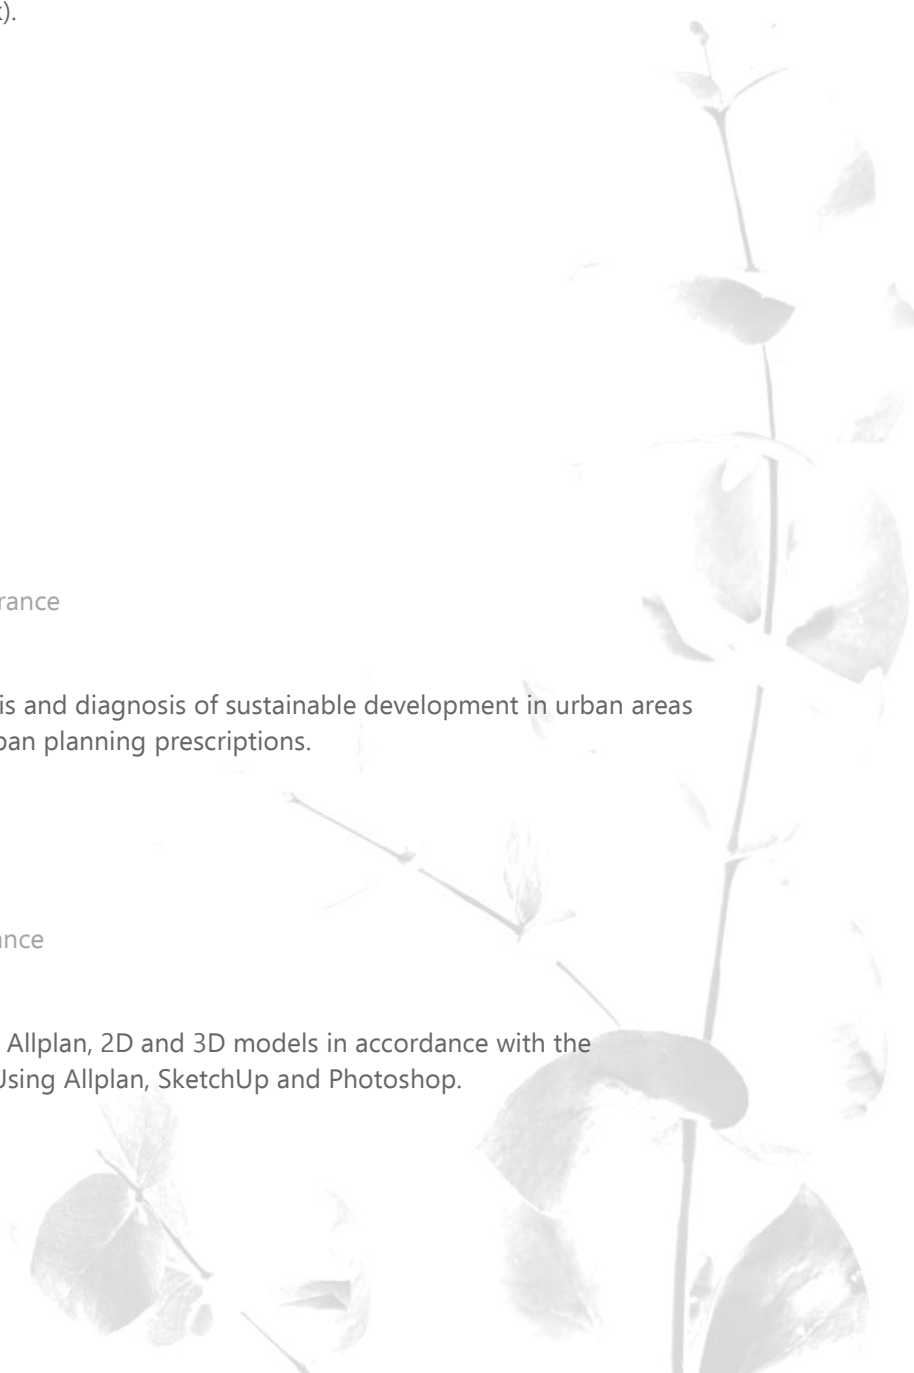 ).
rance
is and diagnosis of sustainable development in urban areas
ban planning prescriptions.
ance
Allplan, 2D and 3D models in accordance with the
Using Allplan, SketchUp and Photoshop.